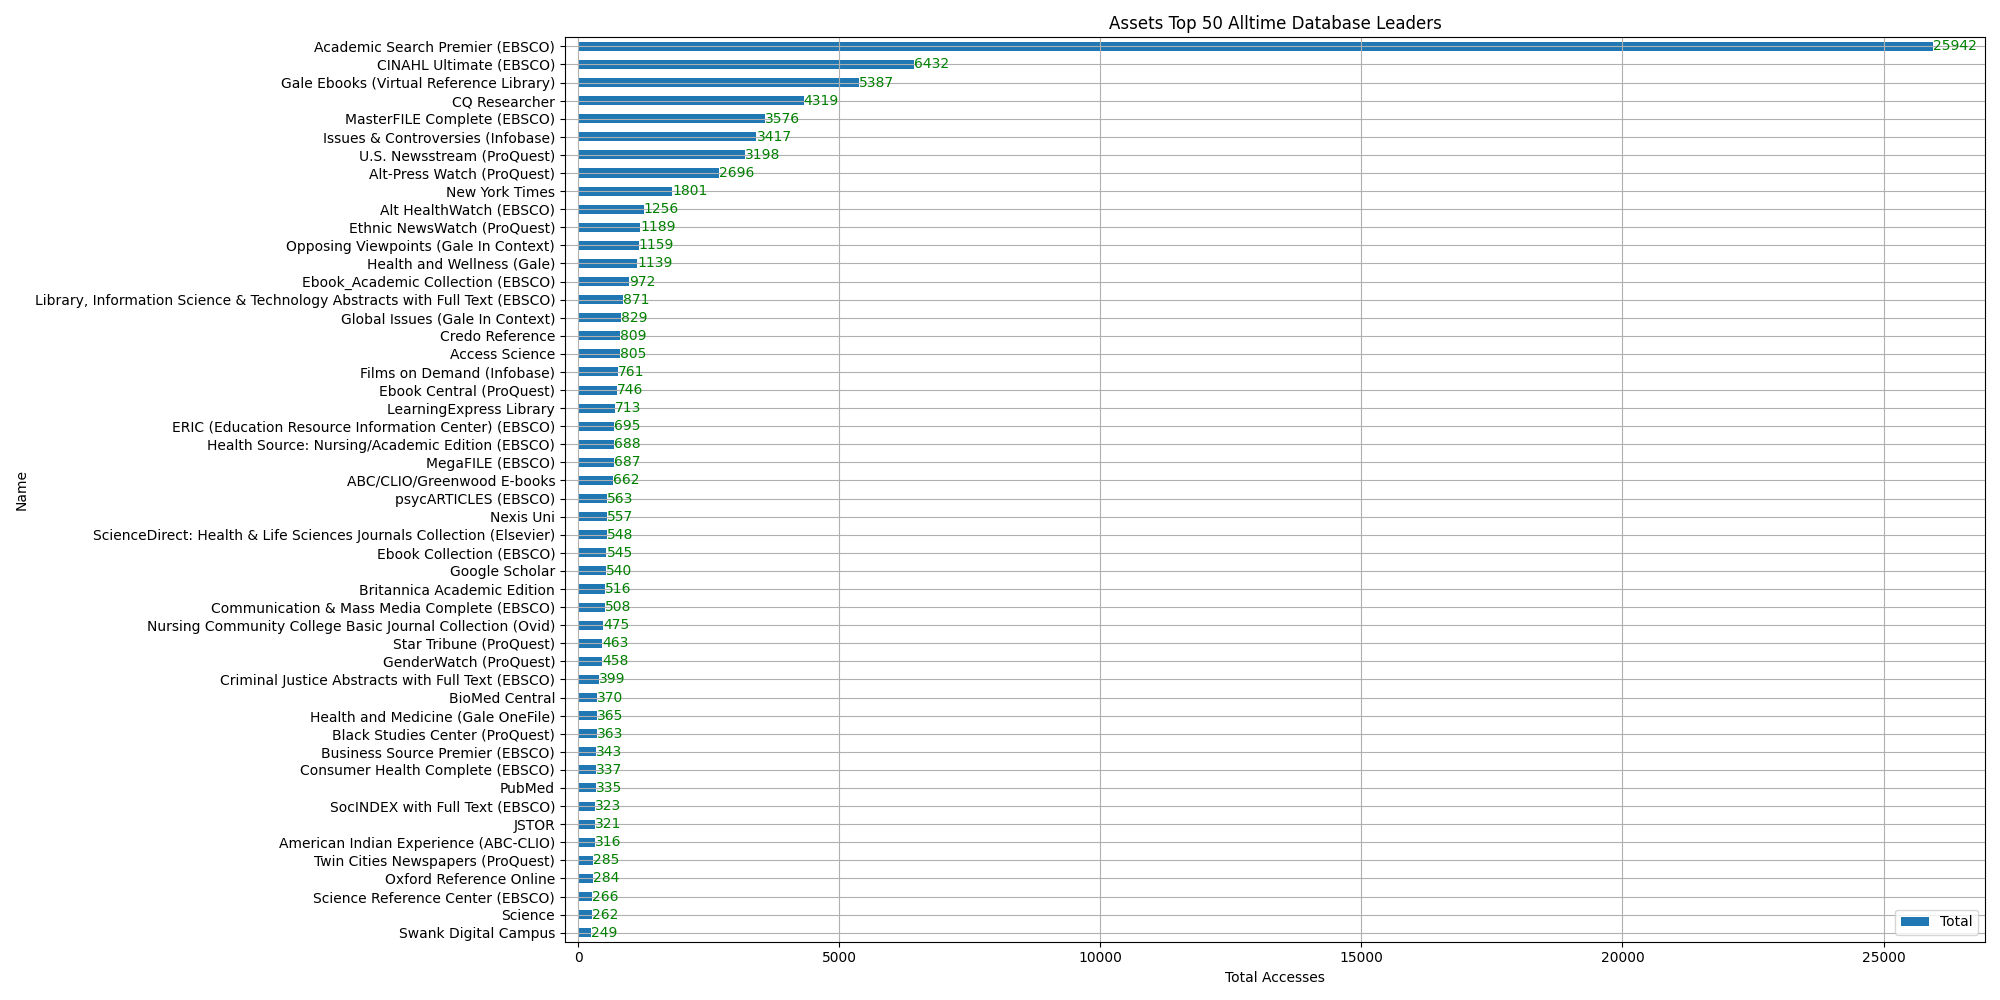 Assets Top 50 Alltime Database Leaders
Academic Search Premier (EBSCO) 25942
CINAHL Ultimate (EBSCO) 6432
Gale Ebooks (Virtual Reference Library) 5387
CQ Researcher 4319
MasterFILE Complete (EBSCO) 3576
Issues & Controversies (Infobase) 3417
U.S. Newsstream (ProQuest) 3198
Alt-Press Watch (ProQuest) 2696
New York Times 1801
Alt HealthWatch (EBSCO) 1256
Ethnic NewsWatch (ProQuest) 1189
Opposing Viewpoints (Gale In Context) 1159
Health and Wellness (Gale) 1139
Ebook_Academic Collection (EBSCO) 972
Library, Information Science & Technology Abstracts with Full Text (EBSCO) 871
Global Issues (Gale In Context) 829
Credo Reference 809
Access Science 805
Films on Demand (Infobase) 761
Ebook Central (ProQuest) 746
LearningExpress Library 713
ERIC (Education Resource Information Center) (EBSCO) 695
Health Source: Nursing/Academic Edition (EBSCO) 688
MegaFILE (EBSCO) 687
ABC/CLIO/Greenwood E-books 662
psycARTICLES (EBSCO) 563
Nexis Uni 557
ScienceDirect: Health & Life Sciences Journals Collection (Elsevier) 548
Ebook Collection (EBSCO) 545
Google Scholar 540
Britannica Academic Edition 516
Communication & Mass Media Complete (EBSCO) 508
Nursing Community College Basic Journal Collection (Ovid) 475
Star Tribune (ProQuest) 463
GenderWatch (ProQuest) 458
Criminal Justice Abstracts with Full Text (EBSCO) 399
BioMed Central 370
Health and Medicine (Gale OneFile) 365
Black Studies Center (ProQuest) 363
Business Source Premier (EBSCO) 343
Consumer Health Complete (EBSCO) 337
PubMed 335
SocINDEX with Full Text (EBSCO) 323
JSTOR 321
American Indian Experience (ABC-CLIO) 316
Twin Cities Newspapers (ProQuest) 285
Oxford Reference Online 284
Science Reference Center (EBSCO) 266
Science 262
Swank Digital Campus 249
Name
Total
0 5000 10000 15000 20000 25000
Total Accesses